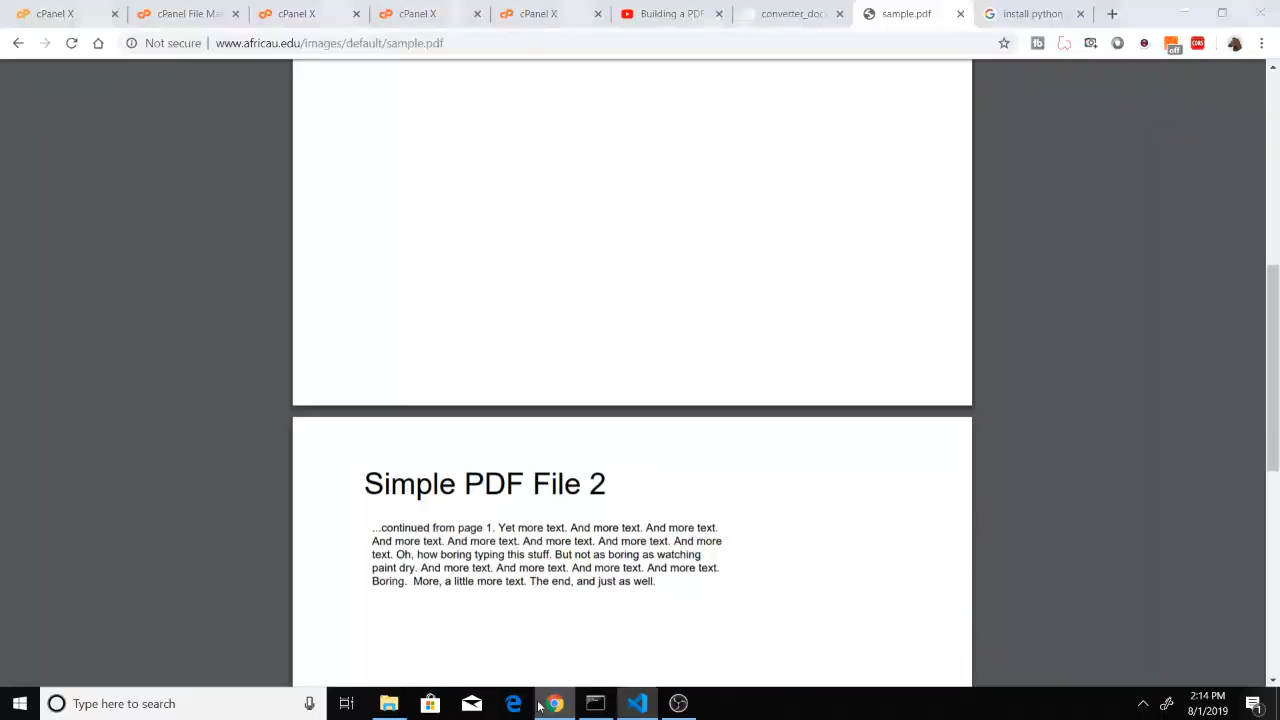 cPanel X
cPanel File Ma
cPanel X
cPanel X
cPanel X
Building a PDF
converter_doc
sample.pdf
install python
Not secure
www.africau.edu/images/default/sample.pdf
off
CORS
Simple PDF File 2
...continued from page 1. Yet more text. And more text. And more text.
And more text. And more text. And more text. And more text. And more
text. Oh, how boring typing this stuff. But not as boring as watching
paint dry. And more text. And more text. And more text. And more text.
Boring.  More, a little more text. The end, and just as well.
Type here to search
2:14 PM
8/1/2019
1